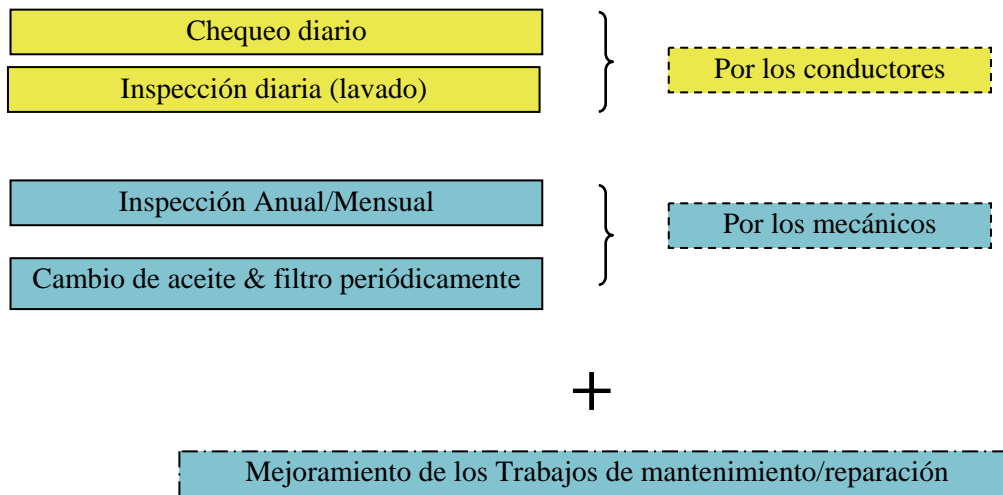 Chequeo diario
Inspección diaria (lavado)
Por los conductores
Inspección Anual/Mensual
Cambio de aceite & filtro periódicamente
Por los mecánicos
+
Mejoramiento de los Trabajos de mantenimiento/reparación